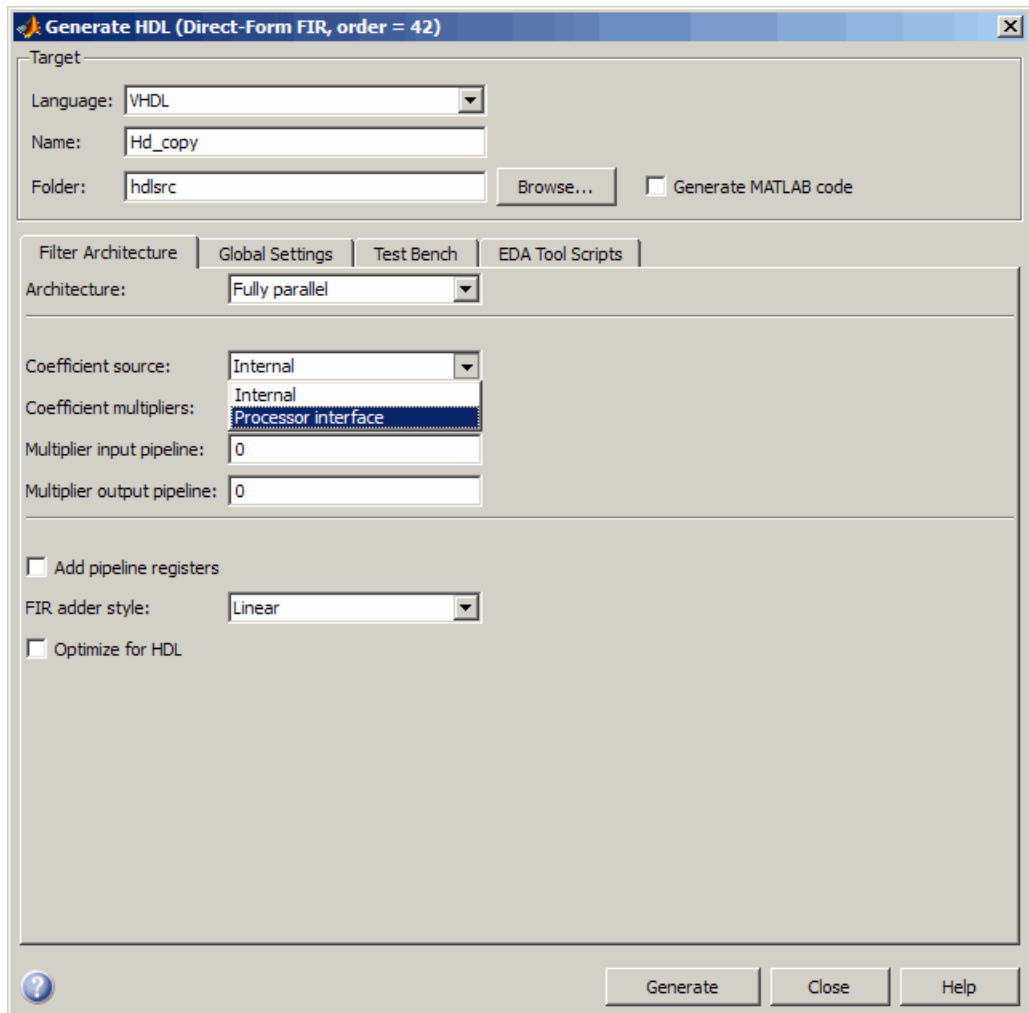 Generate HDL (Direct-Form FIR, order = 42)
Target
Language: VHDL
Name: Hd_copy
Folder: hdlsrc Browse... Generate MATLAB code
Filter Architecture Global Settings Test Bench EDA Tool Scripts
Architecture: Fully parallel
Coefficient source: Internal
Internal
Coefficient multipliers:
Processor interface
Multiplier input pipeline: 0
Multiplier output pipeline: 0
Add pipeline registers
FIR adder style: Linear
Optimize for HDL
? Generate Close Help